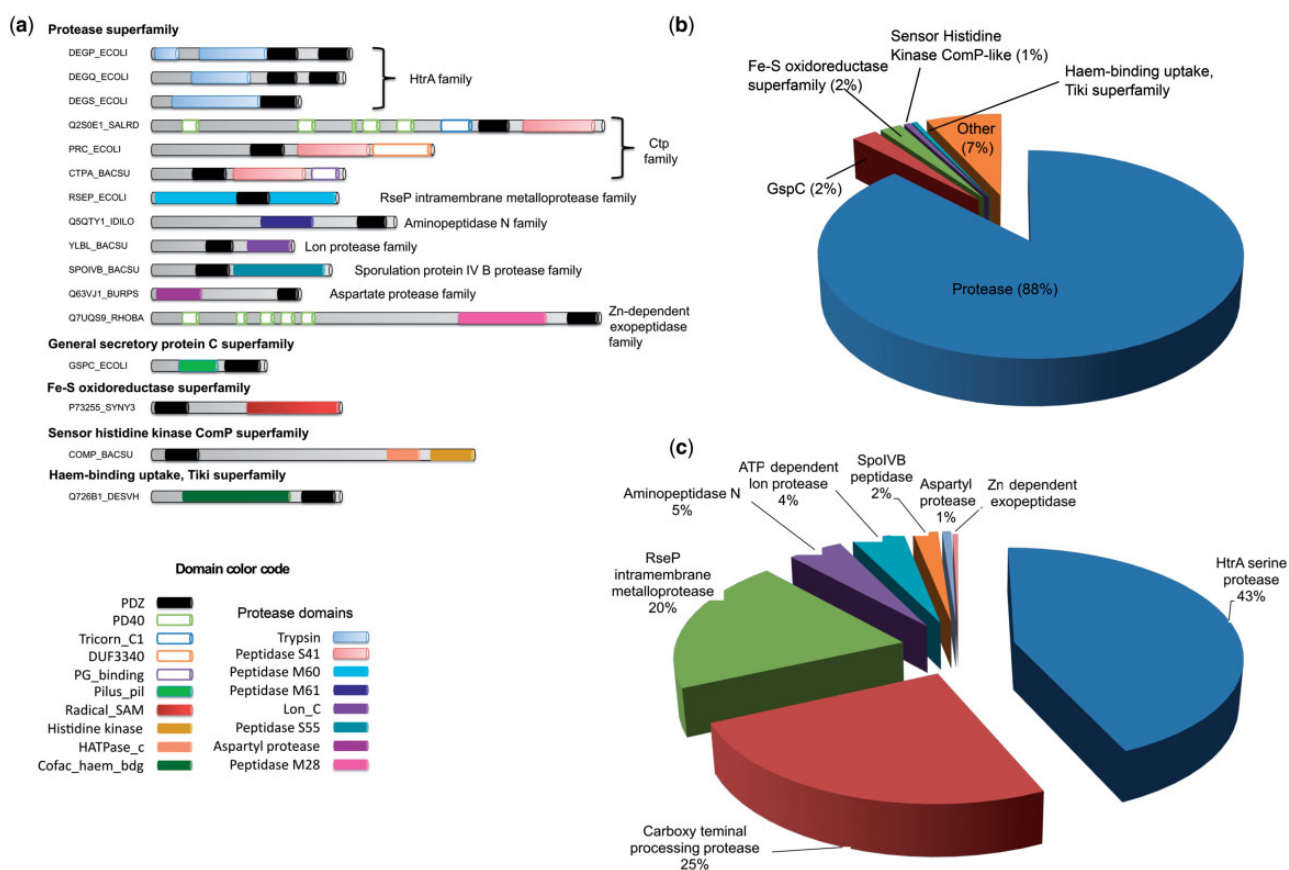 (a)
Protease superfamily
DEGP_ECOLI
DEGQ_ECOLI
DEGS_ECOLI
HtrA family
Q2S0E1_SALRD
PRC_ECOLI
CTPA_BACSU
Ctp
family
RSEP_ECOLI
RseP intramembrane metalloprotease family
Q5QTY1_IDILO
Aminopeptidase N family
YLBL_BACSU
Lon protease family
SPOIVB_BACSU
Sporulation protein IV B protease family
Q63VJ1_BURPS
Aspartate protease family
Q7UQS9_RHOBA
Zn-dependent
exopeptidase
family
General secretory protein C superfamily
GSPC_ECOLI
Fe-S oxidoreductase superfamily
P73255_SYNY3
Sensor histidine kinase ComP superfamily
COMP_BACSU
Haem-binding uptake, Tiki superfamily
Q726B1_DESVH
Domain color code
PDZ
PD40
Tricorn_C1
DUF3340
PG_binding
Pilus_pil
Radical_SAM
Histidine kinase
HATPase_c
Cofac_haem_bdg
Protease domains
Trypsin
Peptidase S41
Peptidase M60
Peptidase M61
Lon_C
Peptidase S55
Aspartyl protease
Peptidase M28
(b)
Sensor Histidine
Kinase ComP-like (1%)
Fe-S oxidoreductase
superfamily (2%)
Haem-binding uptake,
Tiki superfamily
Other
(7%)
GspC (2%)
Protease (88%)
(c)
ATP dependent
lon protease
4%
SpoIVB
peptidase
2%
Aspartyl
protease
1%
Zn dependent
exopeptidase
Aminopeptidase N
5%
RseP
intramembrane
metalloprotease
20%
HtrA serine
protease
43%
Carboxy teminal
processing protease
25%